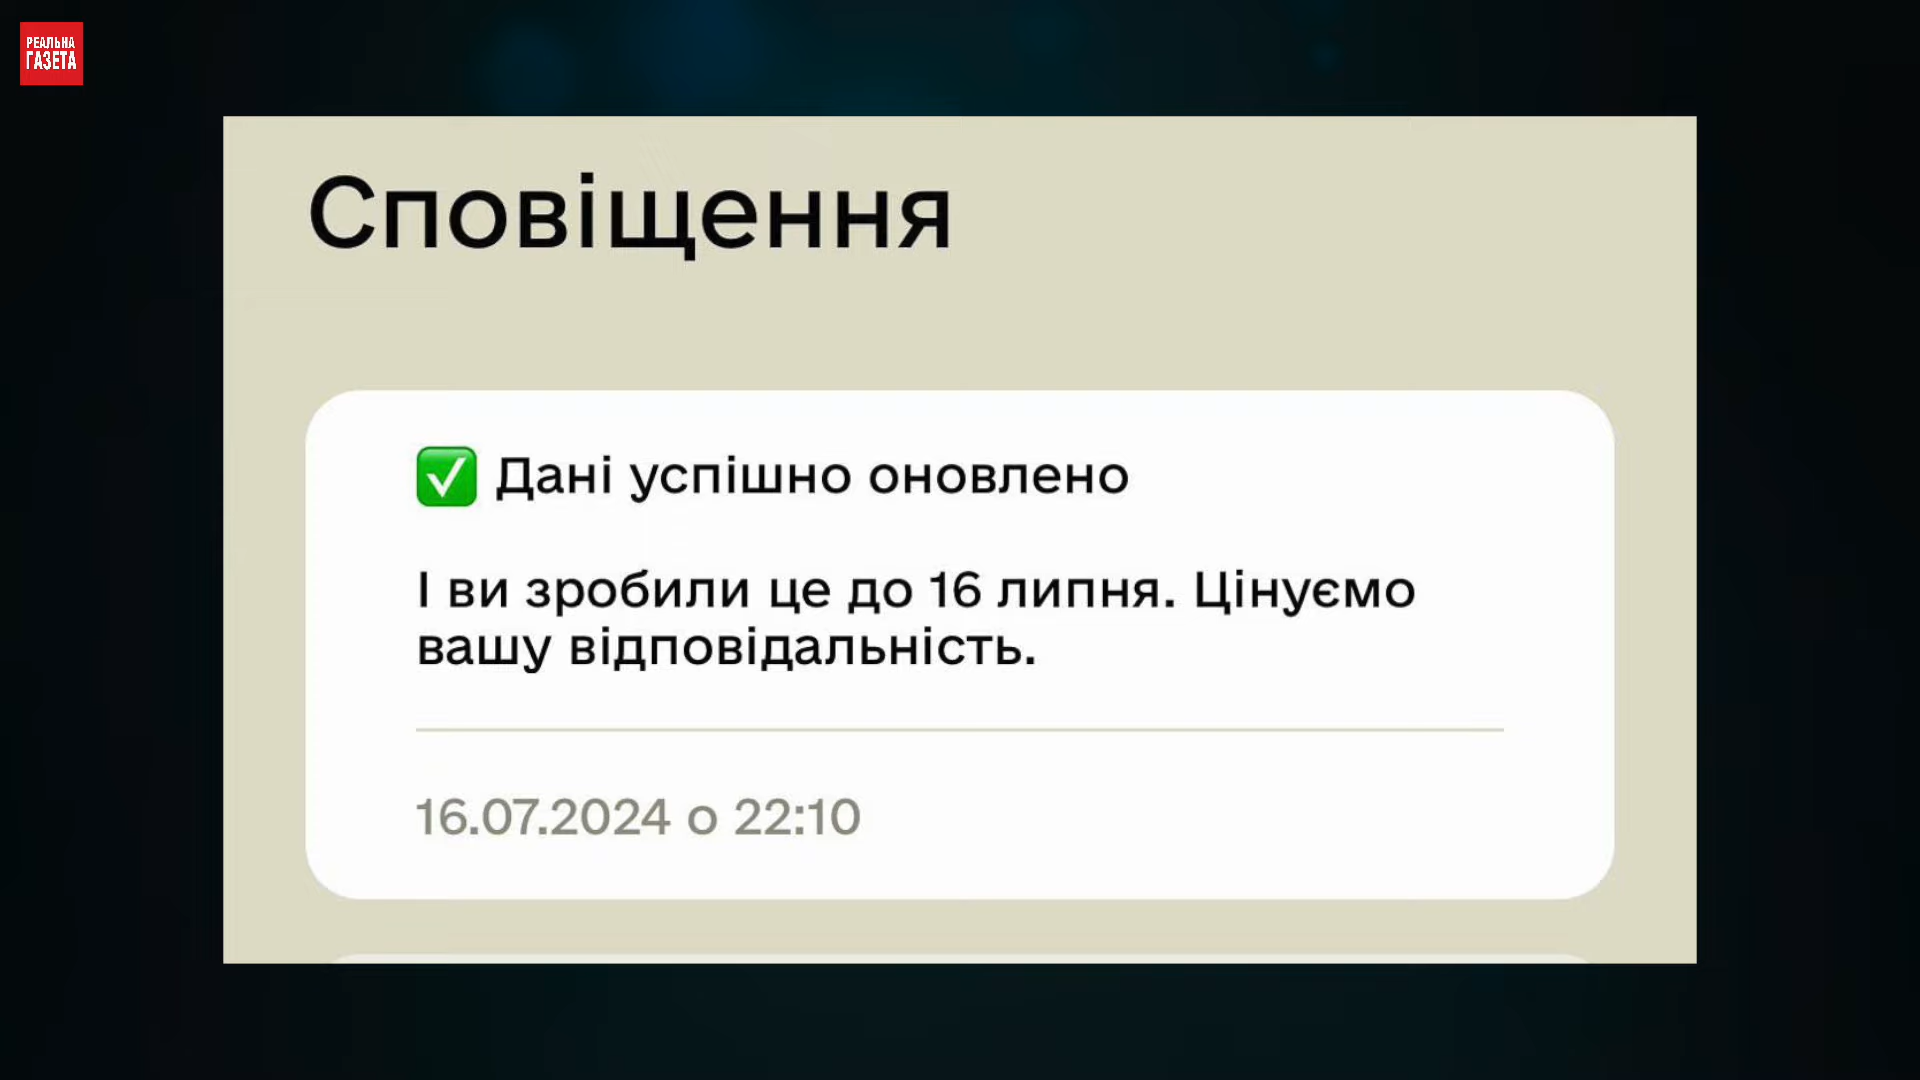 РЕАЛЬНА
ГАЗЕТА
Сповіщення
✅ Дані успішно оновлено
І ви зробили це до 16 липня. Цінуємо
вашу відповідальність.
16.07.2024 о 22:10